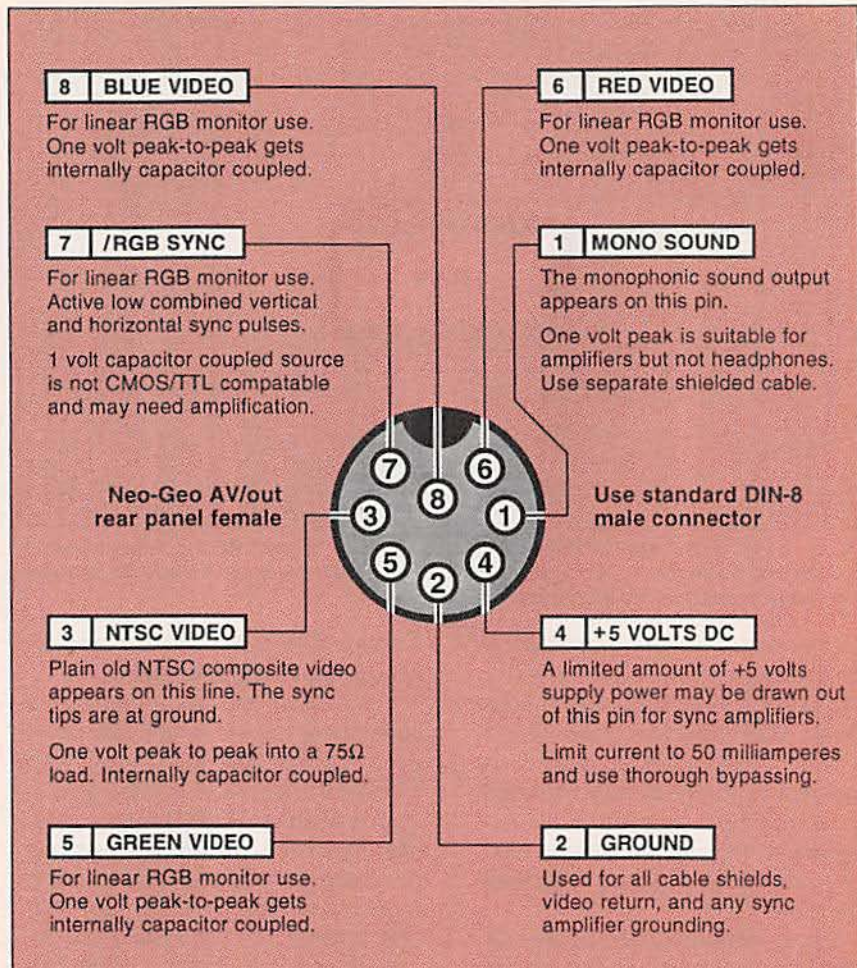 8 BLUE VIDEO
For linear RGB monitor use.
One volt peak-to-peak gets
internally capacitor coupled.
6 RED VIDEO
For linear RGB monitor use.
One volt peak-to-peak gets
internally capacitor coupled.
7 /RGB SYNC
For linear RGB monitor use.
Active low combined vertical
and horizontal sync pulses.
1 volt capacitor coupled source
is not CMOS/TTL compatable
and may need amplification.
1 MONO SOUND
The monophonic sound output
appears on this pin.
One volt peak is suitable for
amplifiers but not headphones.
Use separate shielded cable.
Neo-Geo AV/out
rear panel female
7
6
8
3
1
5
4
2
Use standard DIN-8
male connector
3 NTSC VIDEO
Plain old NTSC composite video
appears on this line. The sync
tips are at ground.
One volt peak to peak into a 75Ω
load. Internally capacitor coupled.
4 +5 VOLTS DC
A limited amount of +5 volts
supply power may be drawn out
of this pin for sync amplifiers.
Limit current to 50 milliamperes
and use thorough bypassing.
5 GREEN VIDEO
For linear RGB monitor use.
One volt peak-to-peak gets
internally capacitor coupled.
2 GROUND
Used for all cable shields,
video return, and any sync
amplifier grounding.